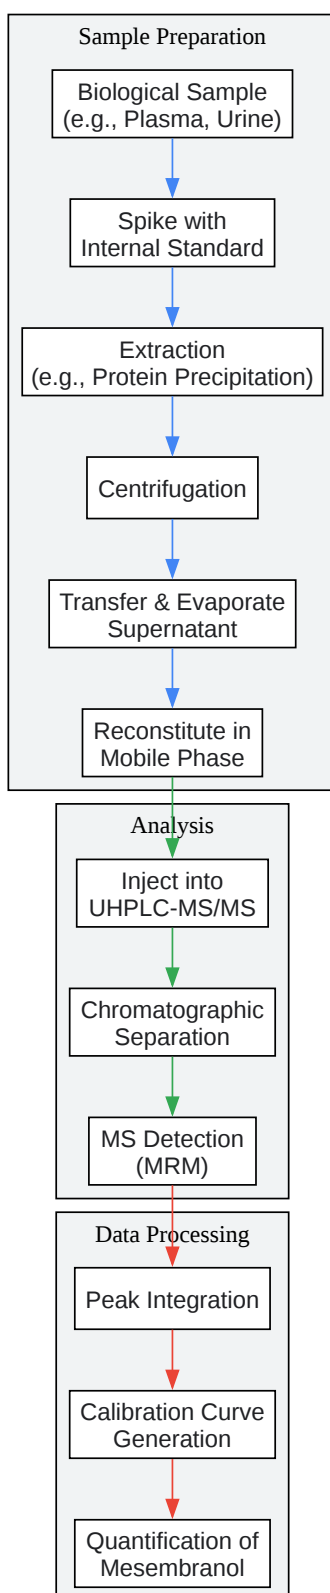 Sample Preparation
Biological Sample
(e.g., Plasma, Urine)
Spike with
Internal Standard
Extraction
(e.g., Protein Precipitation)
Centrifugation
Transfer & Evaporate
Supernatant
Reconstitute in
Mobile Phase
Analysis
Inject into
UHPLC-MS/MS
Chromatographic
Separation
MS Detection
(MRM)
Data Processing
Peak Integration
Calibration Curve
Generation
Quantification of
Mesembranol